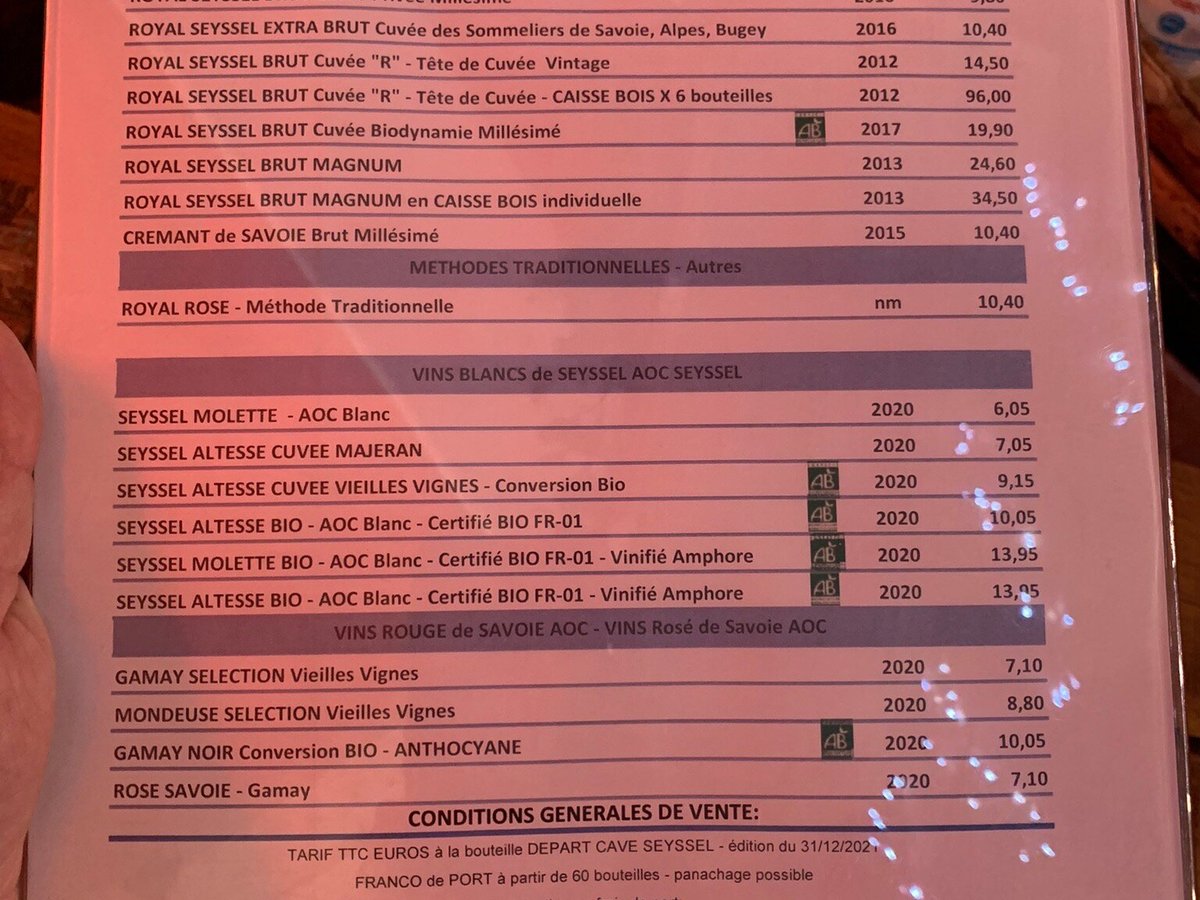 ROYAL SEYSSEL EXTRA BRUT Cuvée des Sommeliers de Savoie, Alpes, Bugey 2016 10,40
ROYAL SEYSSEL BRUT Cuvée "R" - Tête de Cuvée Vintage 2012 14,50
ROYAL SEYSSEL BRUT Cuvée "R" - Tête de Cuvée - CAISSE BOIS X 6 bouteilles 2012 96,00
ROYAL SEYSSEL BRUT Cuvée Biodynamie Millésimé AB 2017 19,90
ROYAL SEYSSEL BRUT MAGNUM 2013 24,60
ROYAL SEYSSEL BRUT MAGNUM en CAISSE BOIS individuelle 2013 34,50
CREMANT de SAVOIE Brut Millésimé 2015 10,40
METHODES TRADITIONNELLES - Autres
ROYAL ROSE - Méthode Traditionnelle nm 10,40
VINS BLANCS de SEYSSEL AOC SEYSSEL
SEYSSEL MOLETTE - AOC Blanc 2020 6,05
SEYSSEL ALTESSE CUVEE MAJERAN 2020 7,05
SEYSSEL ALTESSE CUVEE VIEILLES VIGNES - Conversion Bio AB 2020 9,15
SEYSSEL ALTESSE BIO - AOC Blanc - Certifié BIO FR-01 AB 2020 10,05
SEYSSEL MOLETTE BIO - AOC Blanc - Certifié BIO FR-01 - Vinifié Amphore AB 2020 13,95
SEYSSEL ALTESSE BIO - AOC Blanc - Certifié BIO FR-01 - Vinifié Amphore AB 2020 13,95
VINS ROUGE de SAVOIE AOC - VINS Rosé de Savoie AOC
GAMAY SELECTION Vieilles Vignes 2020 7,10
MONDEUSE SELECTION Vieilles Vignes 2020 8,80
GAMAY NOIR Conversion BIO - ANTHOCYANE AB 2020 10,05
ROSE SAVOIE - Gamay 2020 7,10
CONDITIONS GENERALES DE VENTE:
TARIF TTC EUROS à la bouteille DEPART CAVE SEYSSEL - édition du 31/12/2021
FRANCO de PORT à partir de 60 bouteilles - panachage possible